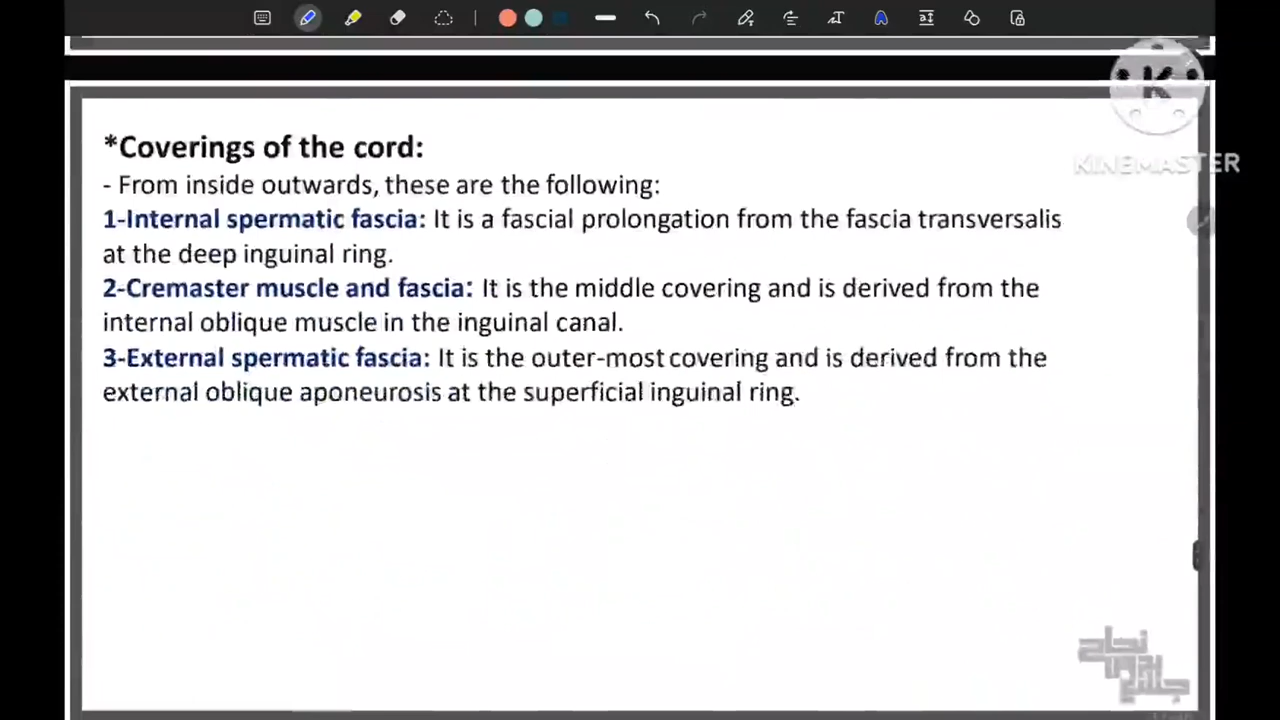 K
KINEMASTER
*Coverings of the cord:
- From inside outwards, these are the following:
1-Internal spermatic fascia: It is a fascial prolongation from the fascia transversalis
at the deep inguinal ring.
2-Cremaster muscle and fascia: It is the middle covering and is derived from the
internal oblique muscle in the inguinal canal.
3-External spermatic fascia: It is the outer-most covering and is derived from the
external oblique aponeurosis at the superficial inguinal ring.